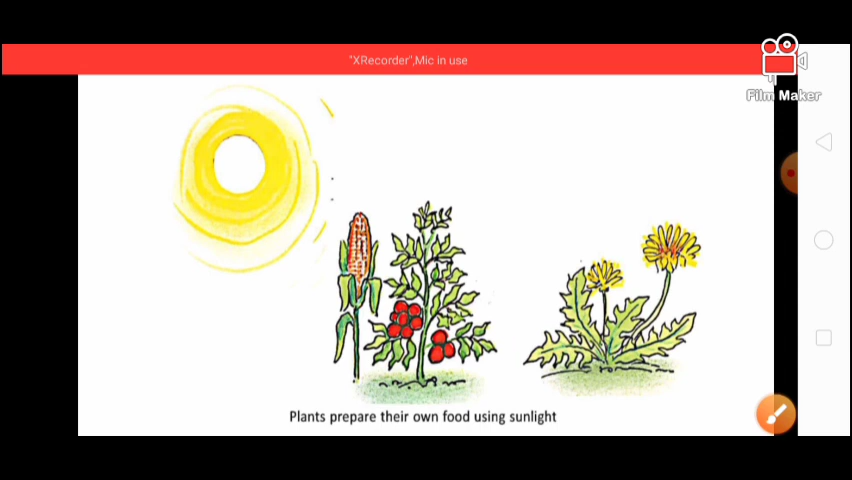 "XRecorder",Mic in use
Film Maker
Plants prepare their own food using sunlight